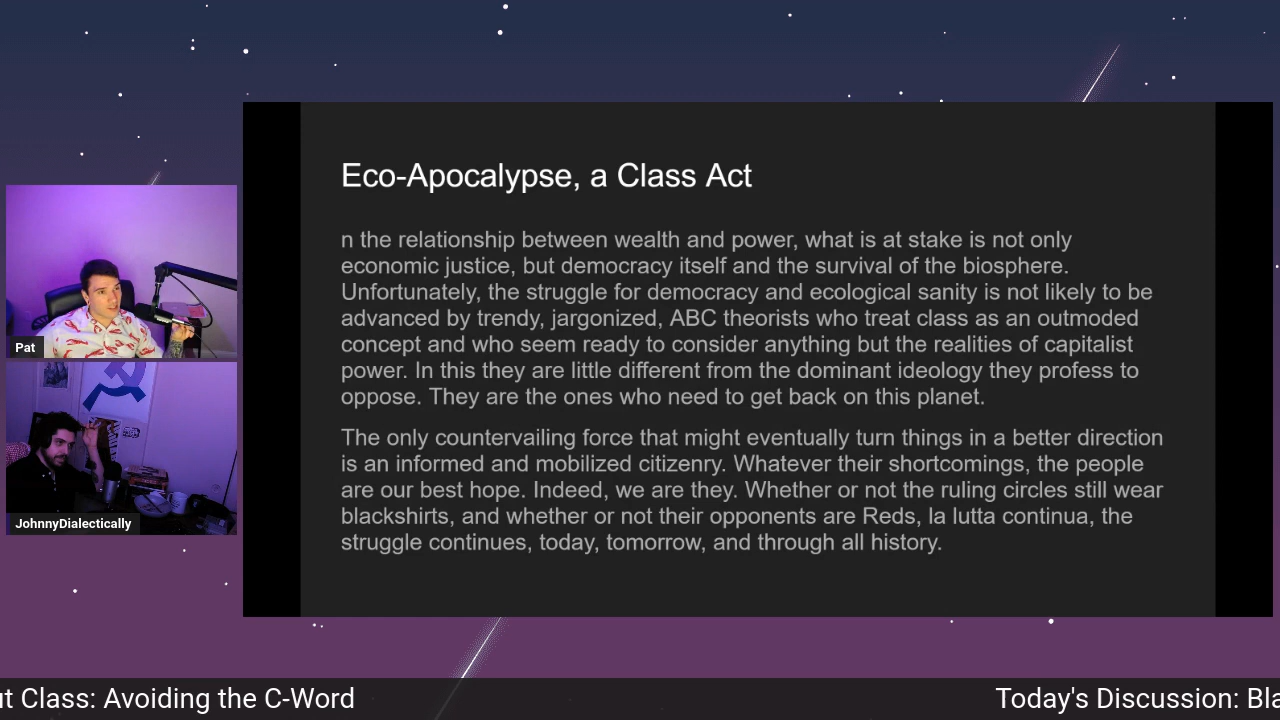 Eco-Apocalypse, a Class Act
n the relationship between wealth and power, what is at stake is not only
economic justice, but democracy itself and the survival of the biosphere.
Unfortunately, the struggle for democracy and ecological sanity is not likely to be
advanced by trendy, jargonized, ABC theorists who treat class as an outmoded
concept and who seem ready to consider anything but the realities of capitalist
power. In this they are little different from the dominant ideology they profess to
oppose. They are the ones who need to get back on this planet.
The only countervailing force that might eventually turn things in a better direction
is an informed and mobilized citizenry. Whatever their shortcomings, the people
are our best hope. Indeed, we are they. Whether or not the ruling circles still wear
blackshirts, and whether or not their opponents are Reds, la lutta continua, the
struggle continues, today, tomorrow, and through all history.
Pat
JohnnyDialectically
ut Class: Avoiding the C-Word
Today's Discussion: Bla